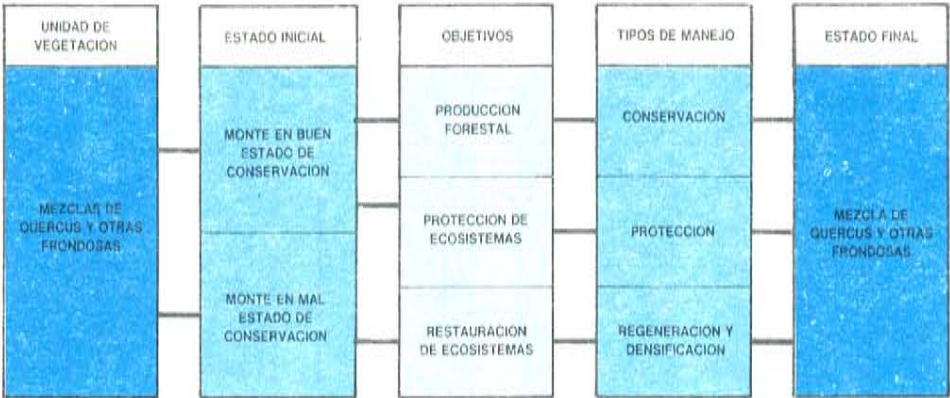 UNIDAD DE
VEGETACION
ESTADO INICIAL
OBJETIVOS
TIPOS DE MANEJO
ESTADO FINAL
MEZCLAS DE
QUERCUS Y OTRAS
FRONDOSAS
MONTE EN BUEN
ESTADO DE
CONSERVACION
MONTE EN MAL
ESTADO DE
CONSERVACION
PRODUCCION
FORESTAL
PROTECCION DE
ECOSISTEMAS
RESTAURACION
DE ECOSISTEMAS
CONSERVACION
PROTECCION
REGENERACION Y
DENSIFICACION
MEZCLA DE
QUERCUS Y OTRAS
FRONDOSAS